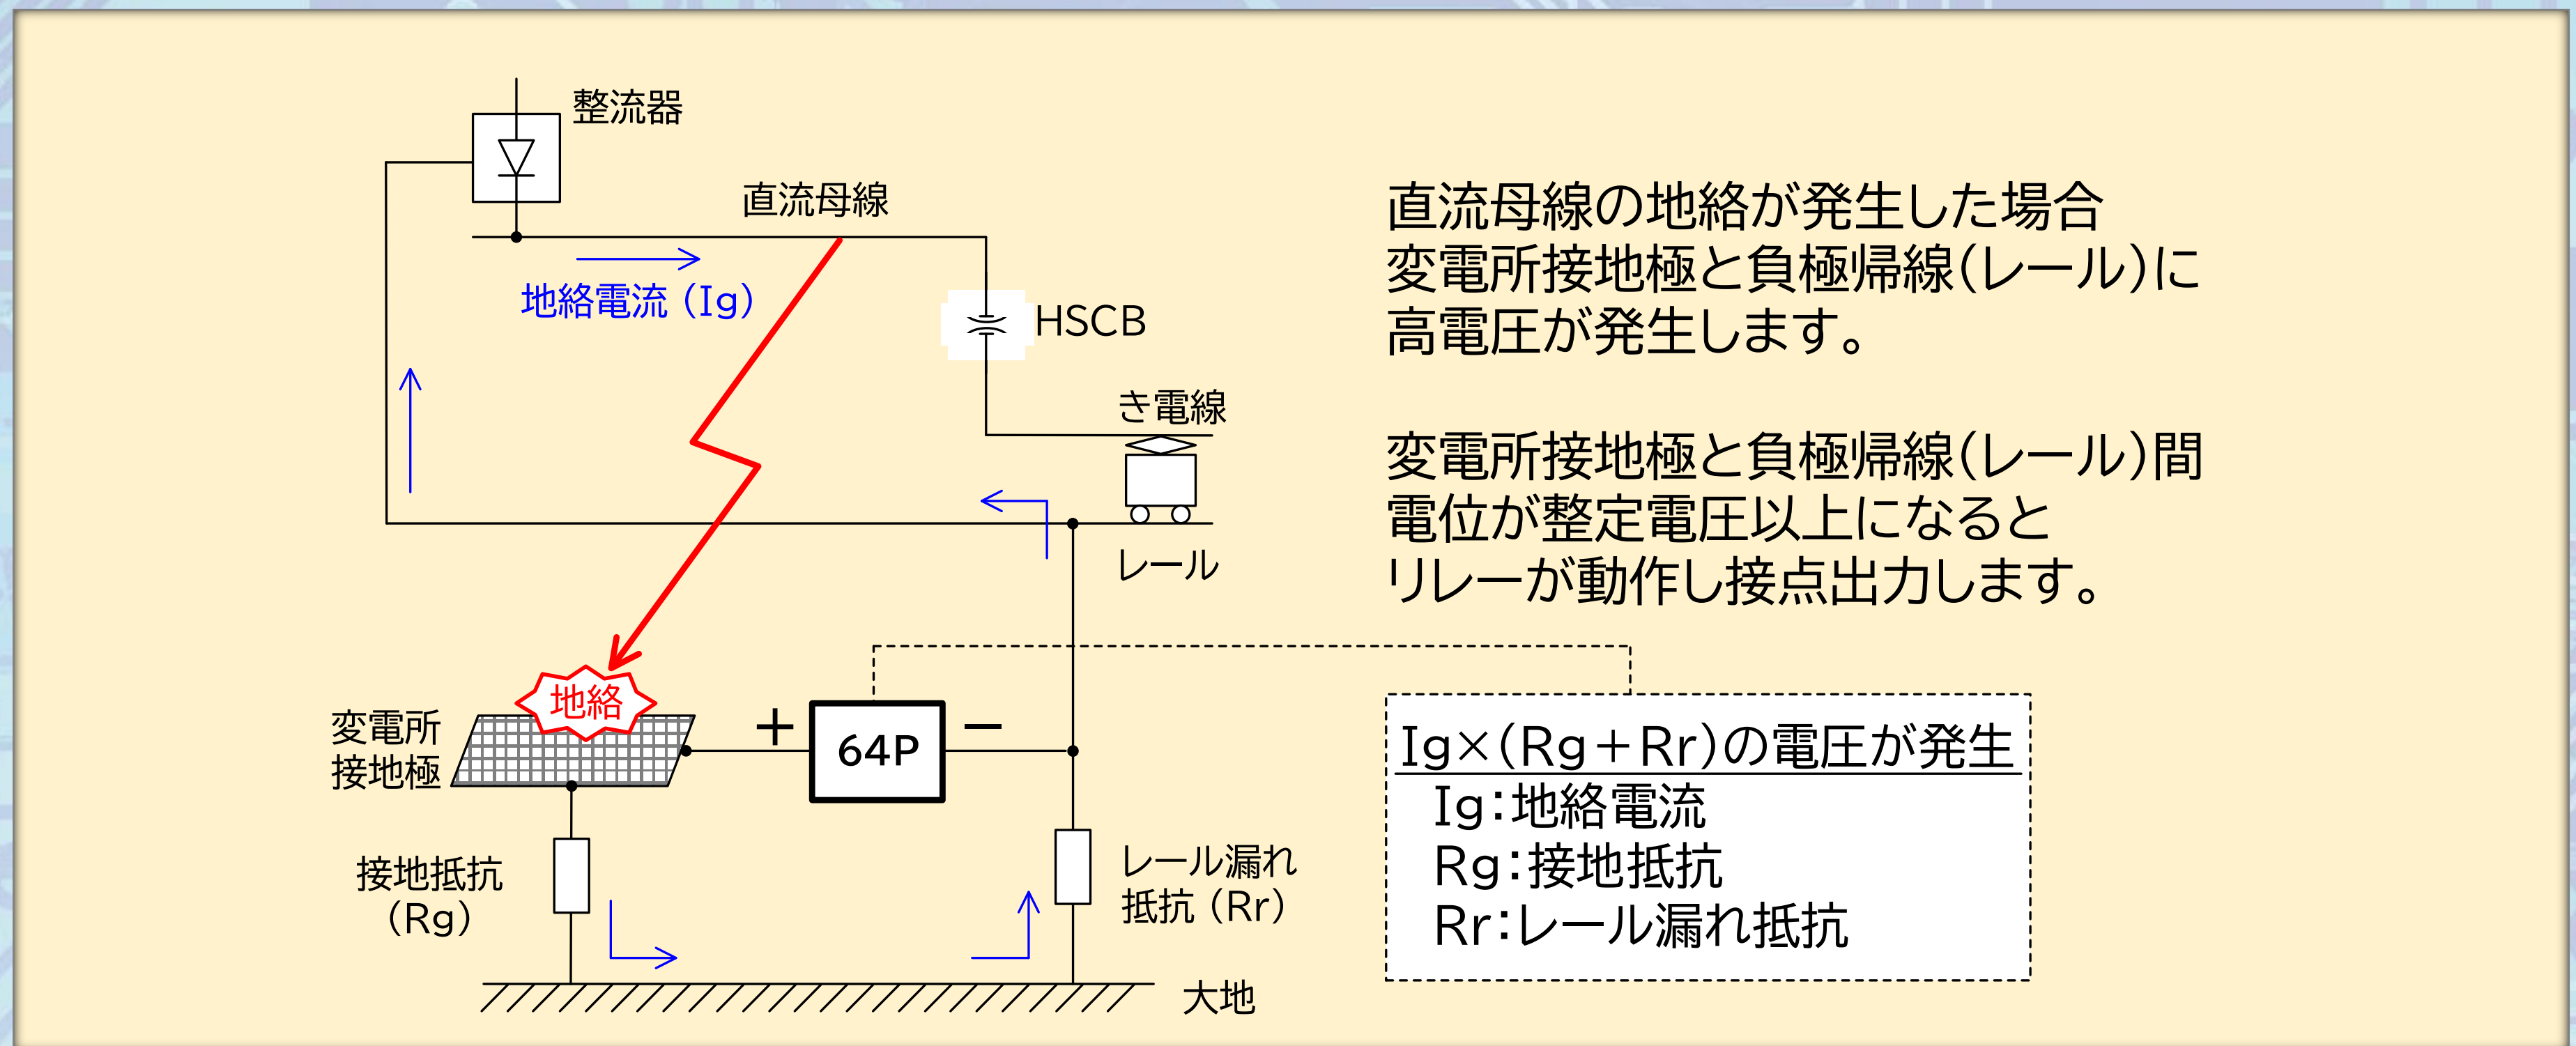 整流器
直流母線
地絡電流（Ig）
HSCB
き電線
レール
地絡
変電所
接地極
＋
64P
－
接地抵抗
（Rg）
レール漏れ
抵抗（Rr）
大地
直流母線の地絡が発生した場合
変電所接地極と負極帰線（レール）に
高電圧が発生します。
変電所接地極と負極帰線（レール）間
電位が整定電圧以上になると
リレーが動作し接点出力します。
Ig×（Rg＋Rr）の電圧が発生
Ig：地絡電流
Rg：接地抵抗
Rr：レール漏れ抵抗